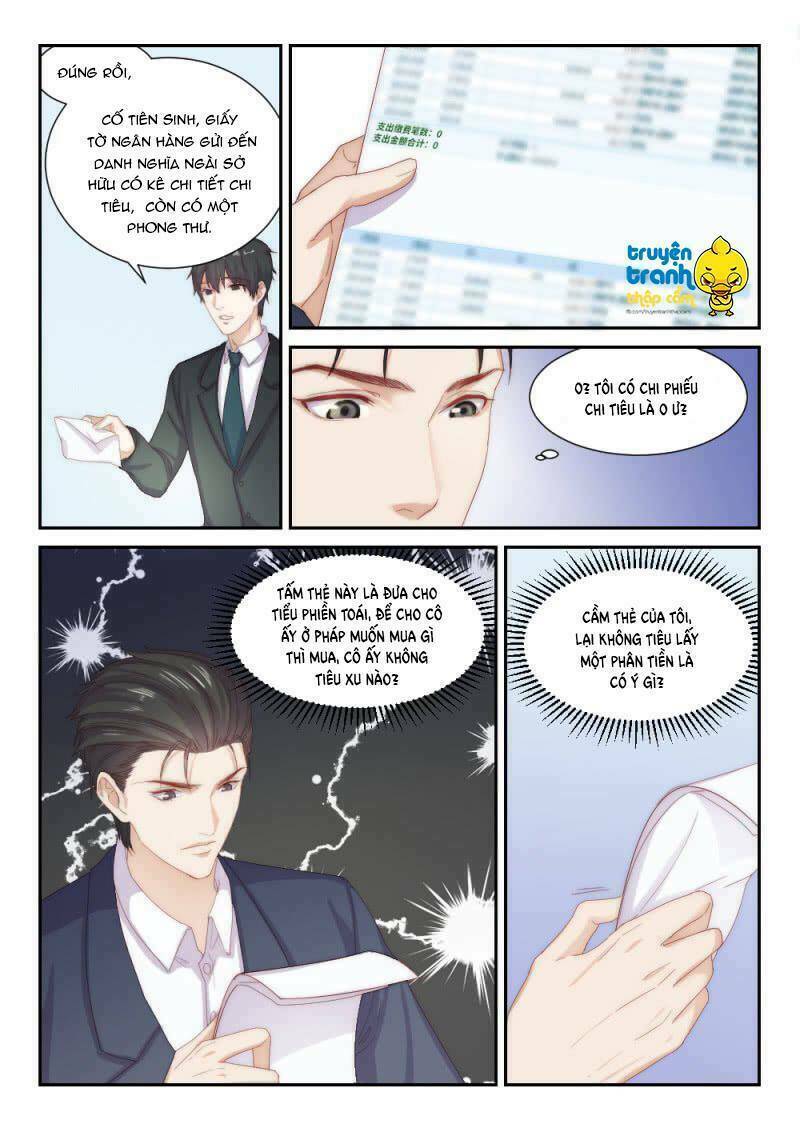 ĐÚNG RỒI,
CỐ TIÊN SINH, GIẤY
TỜ NGÂN HÀNG GỬI ĐẾN
DANH NGHĨA NGÀI SỞ
HỮU CÓ KÊ CHI TIẾT CHI
TIÊU, CÒN CÓ MỘT
PHONG THƯ.
支出缴费笔数：0
支出金额合计：0
truyện
tranh
thập cẩm
0? TÔI CÓ CHI PHIẾU
CHI TIÊU LÀ 0 Ư?
TẤM THẺ NÀY LÀ ĐƯA CHO
TIỂU PHIỀN TOÁI, ĐỂ CHO CÔ
ẤY Ở PHÁP MUỐN MUA GÌ
THÌ MUA, CÔ ẤY KHÔNG
TIÊU XU NÀO?
CẦM THẺ CỦA TÔI,
LẠI KHÔNG TIÊU LẤY
MỘT PHÂN TIỀN LÀ
CÓ Ý GÌ?